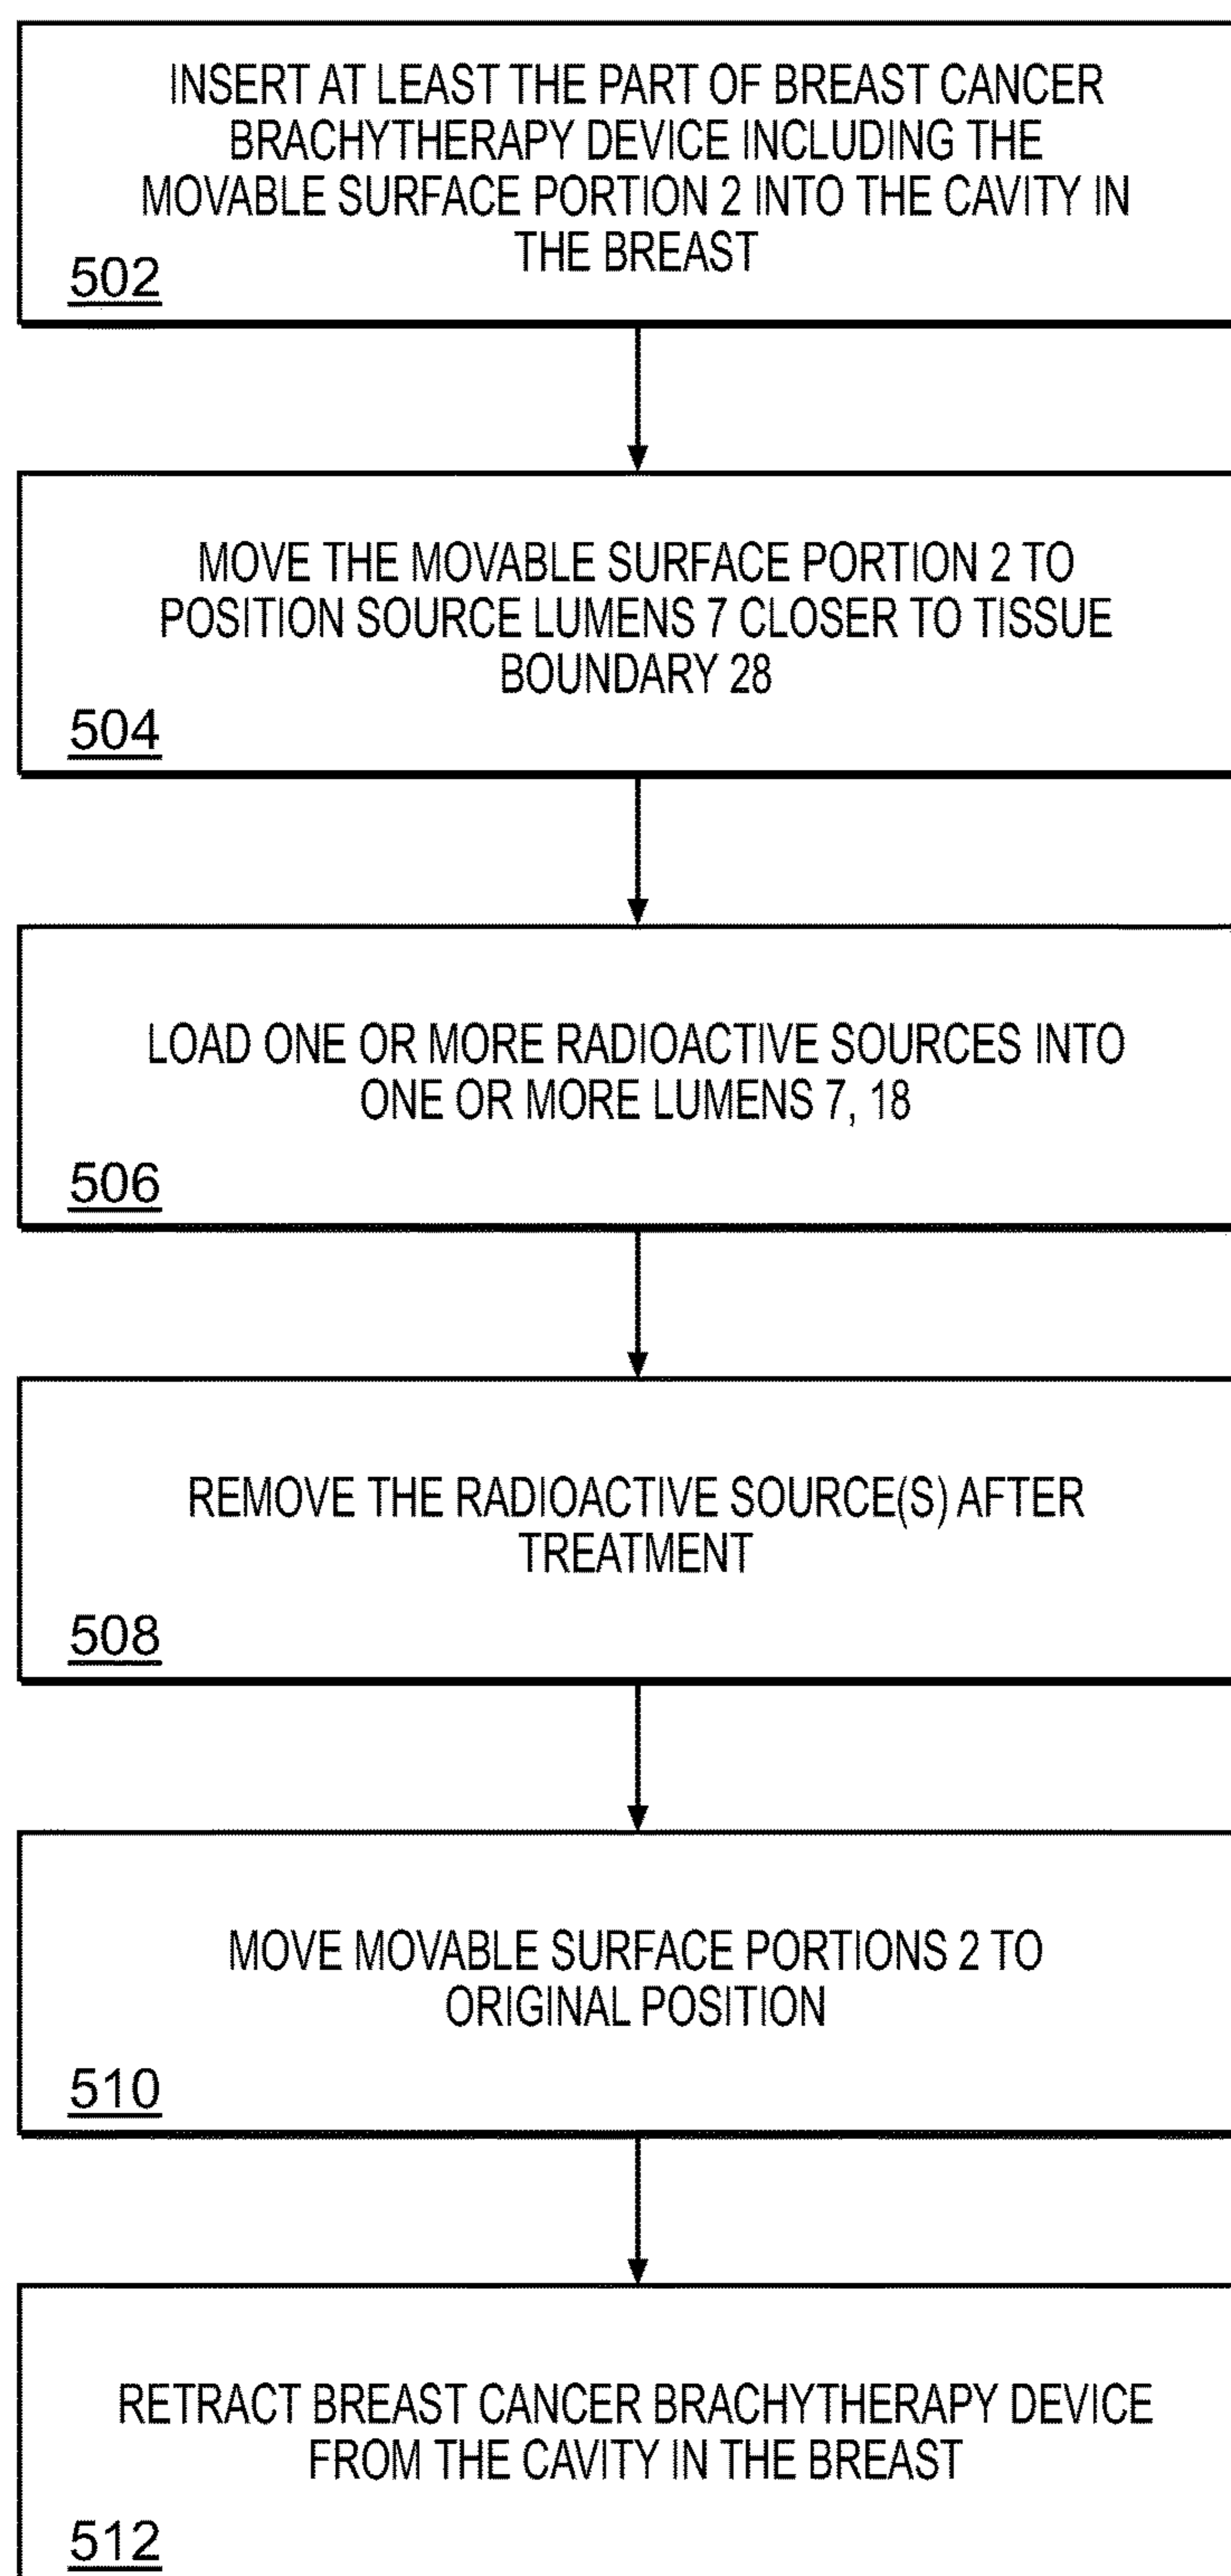 INSERT AT LEAST THE PART OF BREAST CANCER
BRACHYTHERAPY DEVICE INCLUDING THE
MOVABLE SURFACE PORTION 2 INTO THE CAVITY IN
THE BREAST
502
MOVE THE MOVABLE SURFACE PORTION 2 TO
POSITION SOURCE LUMENS 7 CLOSER TO TISSUE
BOUNDARY 28
504
LOAD ONE OR MORE RADIOACTIVE SOURCES INTO
ONE OR MORE LUMENS 7, 18
506
REMOVE THE RADIOACTIVE SOURCE(S) AFTER
TREATMENT
508
MOVE MOVABLE SURFACE PORTIONS 2 TO
ORIGINAL POSITION
510
RETRACT BREAST CANCER BRACHYTHERAPY DEVICE
FROM THE CAVITY IN THE BREAST
512